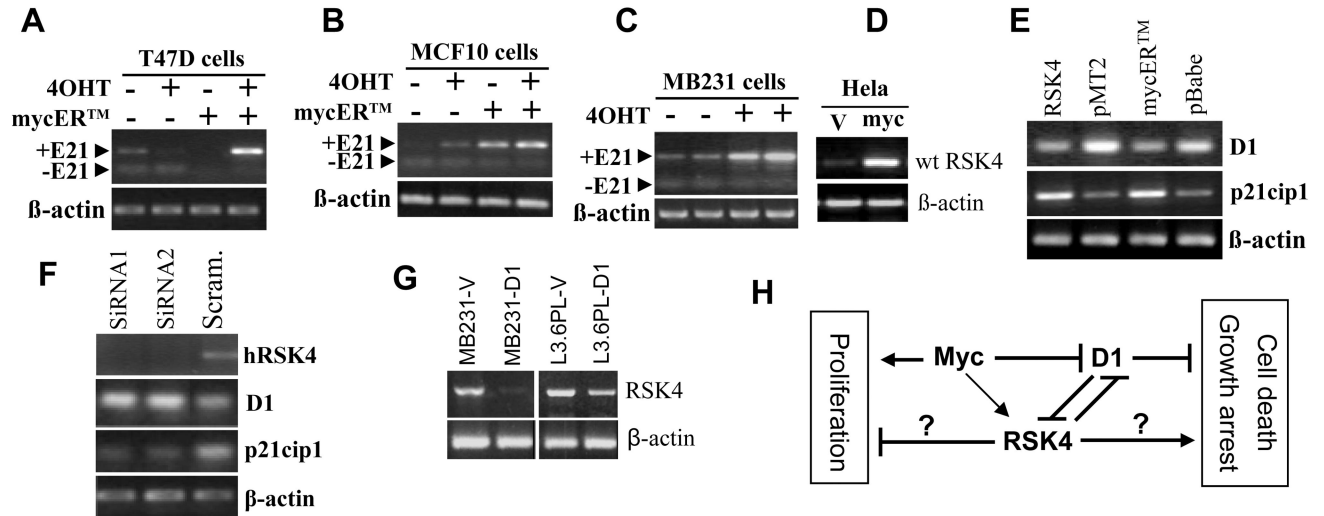 A
T47D cells
4OHT - + - +
mycER™ - - + +
+E21
-E21
ß-actin
B
MCF10 cells
4OHT - + - +
mycER™ - - + +
+E21
-E21
ß-actin
C
MB231 cells
4OHT - - + +
+E21
-E21
ß-actin
D
Hela
V myc
wt RSK4
ß-actin
E
RSK4 pMT2 mycER™ pBabe
D1
p21cip1
ß-actin
F
SiRNA1 SiRNA2 Scram.
hRSK4
D1
p21cip1
β-actin
G
MB231-V MB231-D1 L3.6PL-V L3.6PL-D1
RSK4
β-actin
H
Proliferation
Myc D1
? RSK4 ?
Cell death
Growth arrest